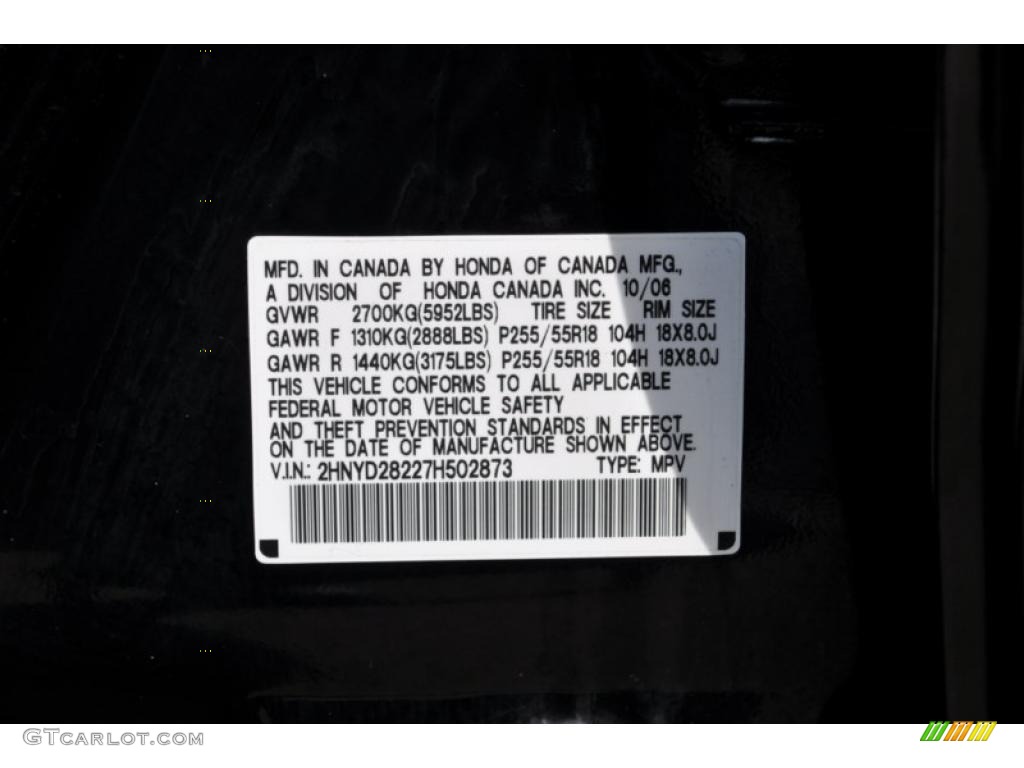 MFD. IN CANADA BY HONDA OF CANADA MFG.,
A DIVISION OF HONDA CANADA INC. 10/06
GVWR 2700KG(5952LBS) TIRE SIZE RIM SIZE
GAWR F 1310KG(2888LBS) P255/55R18 104H 18X8.0J
GAWR R 1440KG(3175LBS) P255/55R18 104H 18X8.0J
THIS VEHICLE CONFORMS TO ALL APPLICABLE
FEDERAL MOTOR VEHICLE SAFETY
AND THEFT PREVENTION STANDARDS IN EFFECT
ON THE DATE OF MANUFACTURE SHOWN ABOVE.
V.I.N.: 2HNYD28227H502873 TYPE: MPV
GTCARLOT.COM